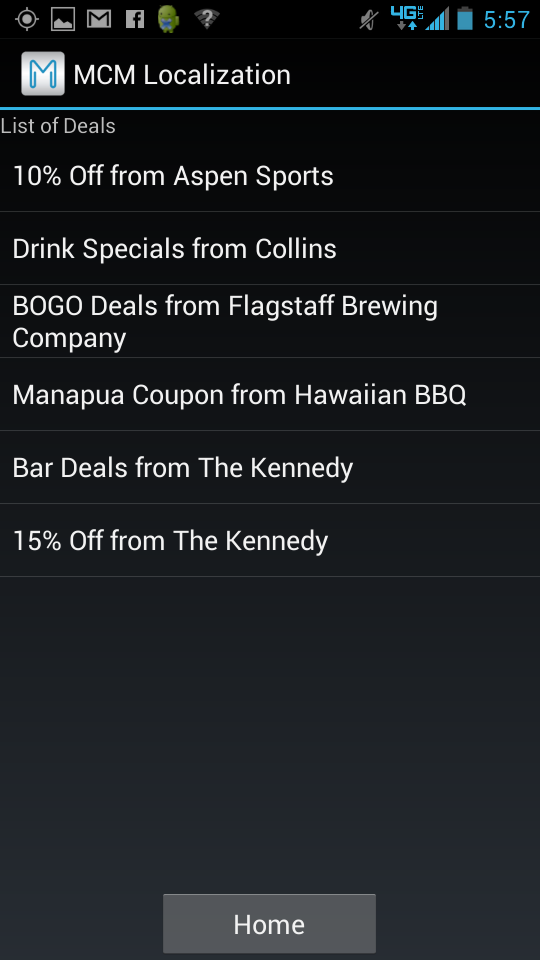 4G 5:57
MCM Localization
List of Deals
10% Off from Aspen Sports
Drink Specials from Collins
BOGO Deals from Flagstaff Brewing
Company
Manapua Coupon from Hawaiian BBQ
Bar Deals from The Kennedy
15% Off from The Kennedy
Home